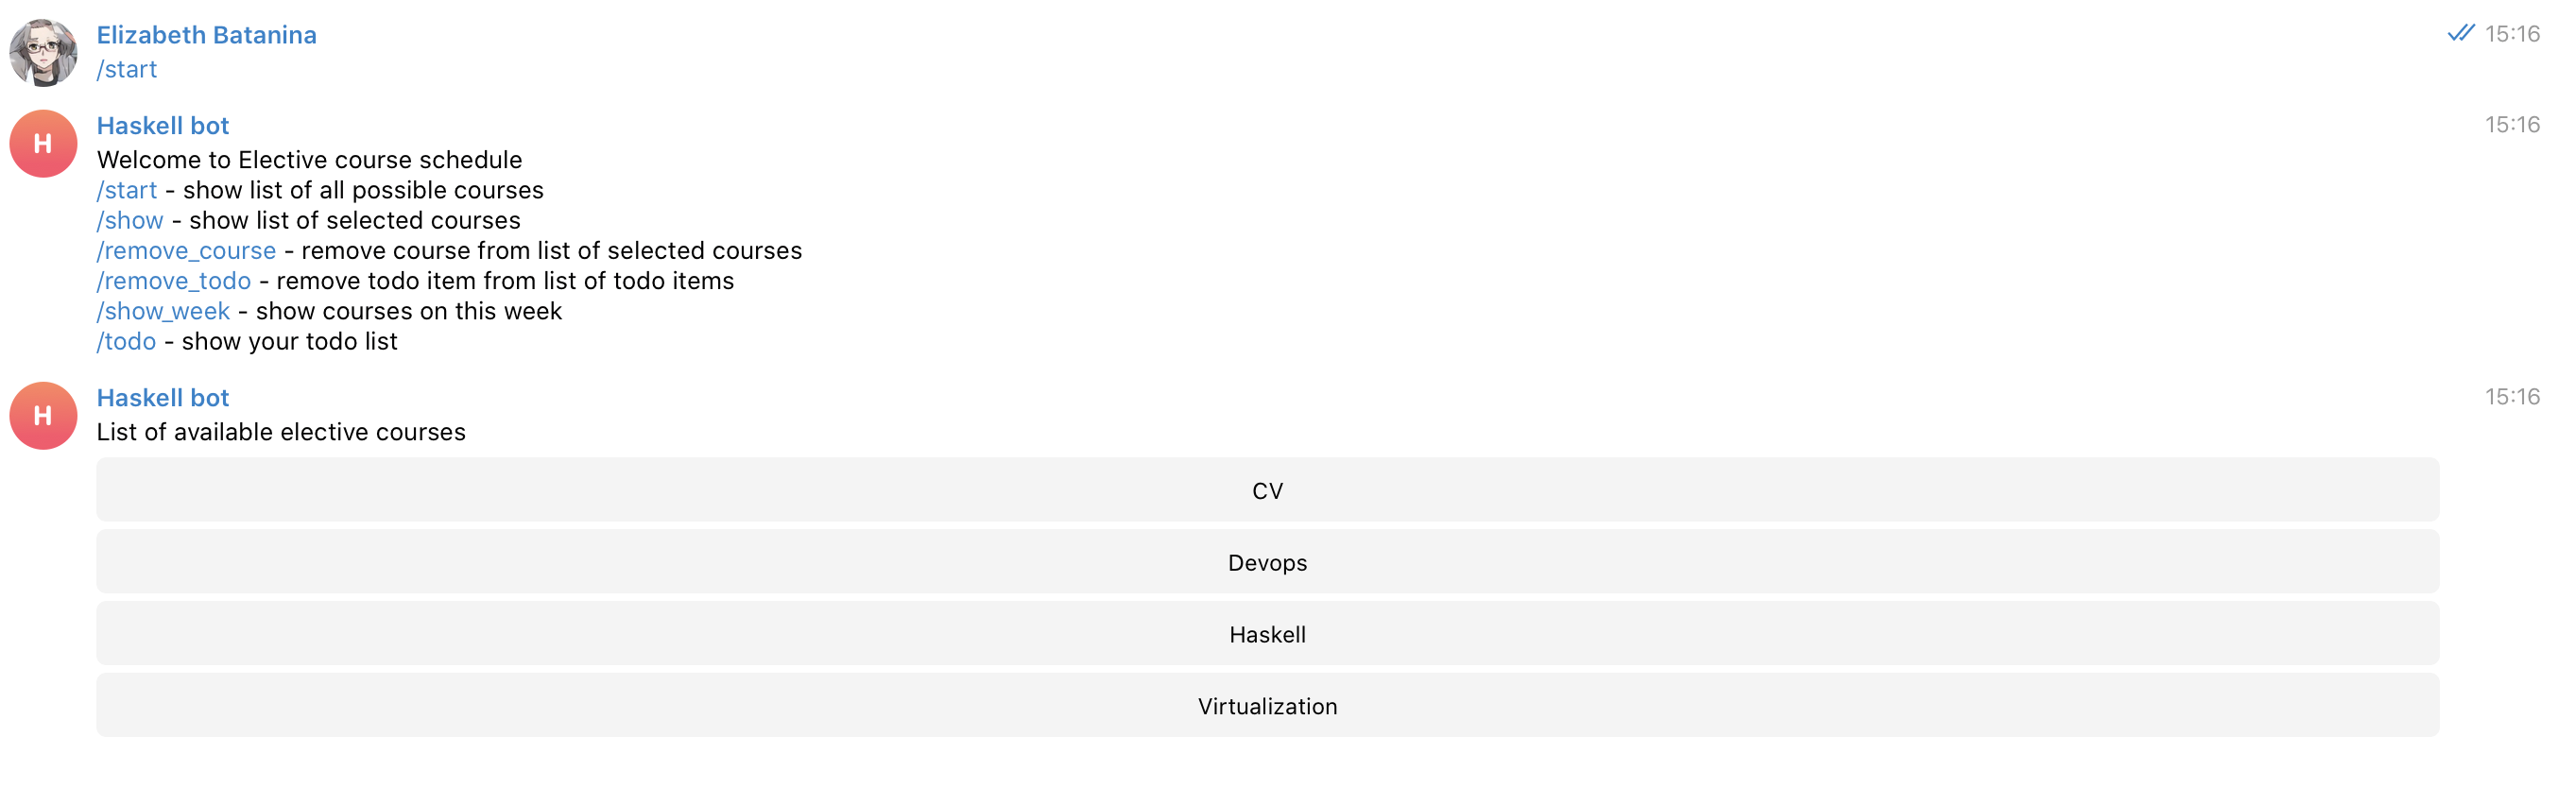 Elizabeth Batanina
15:16
/start
H
Haskell bot
15:16
Welcome to Elective course schedule
/start - show list of all possible courses
/show - show list of selected courses
/remove_course - remove course from list of selected courses
/remove_todo - remove todo item from list of todo items
/show_week - show courses on this week
/todo - show your todo list
H
Haskell bot
15:16
List of available elective courses
CV
Devops
Haskell
Virtualization